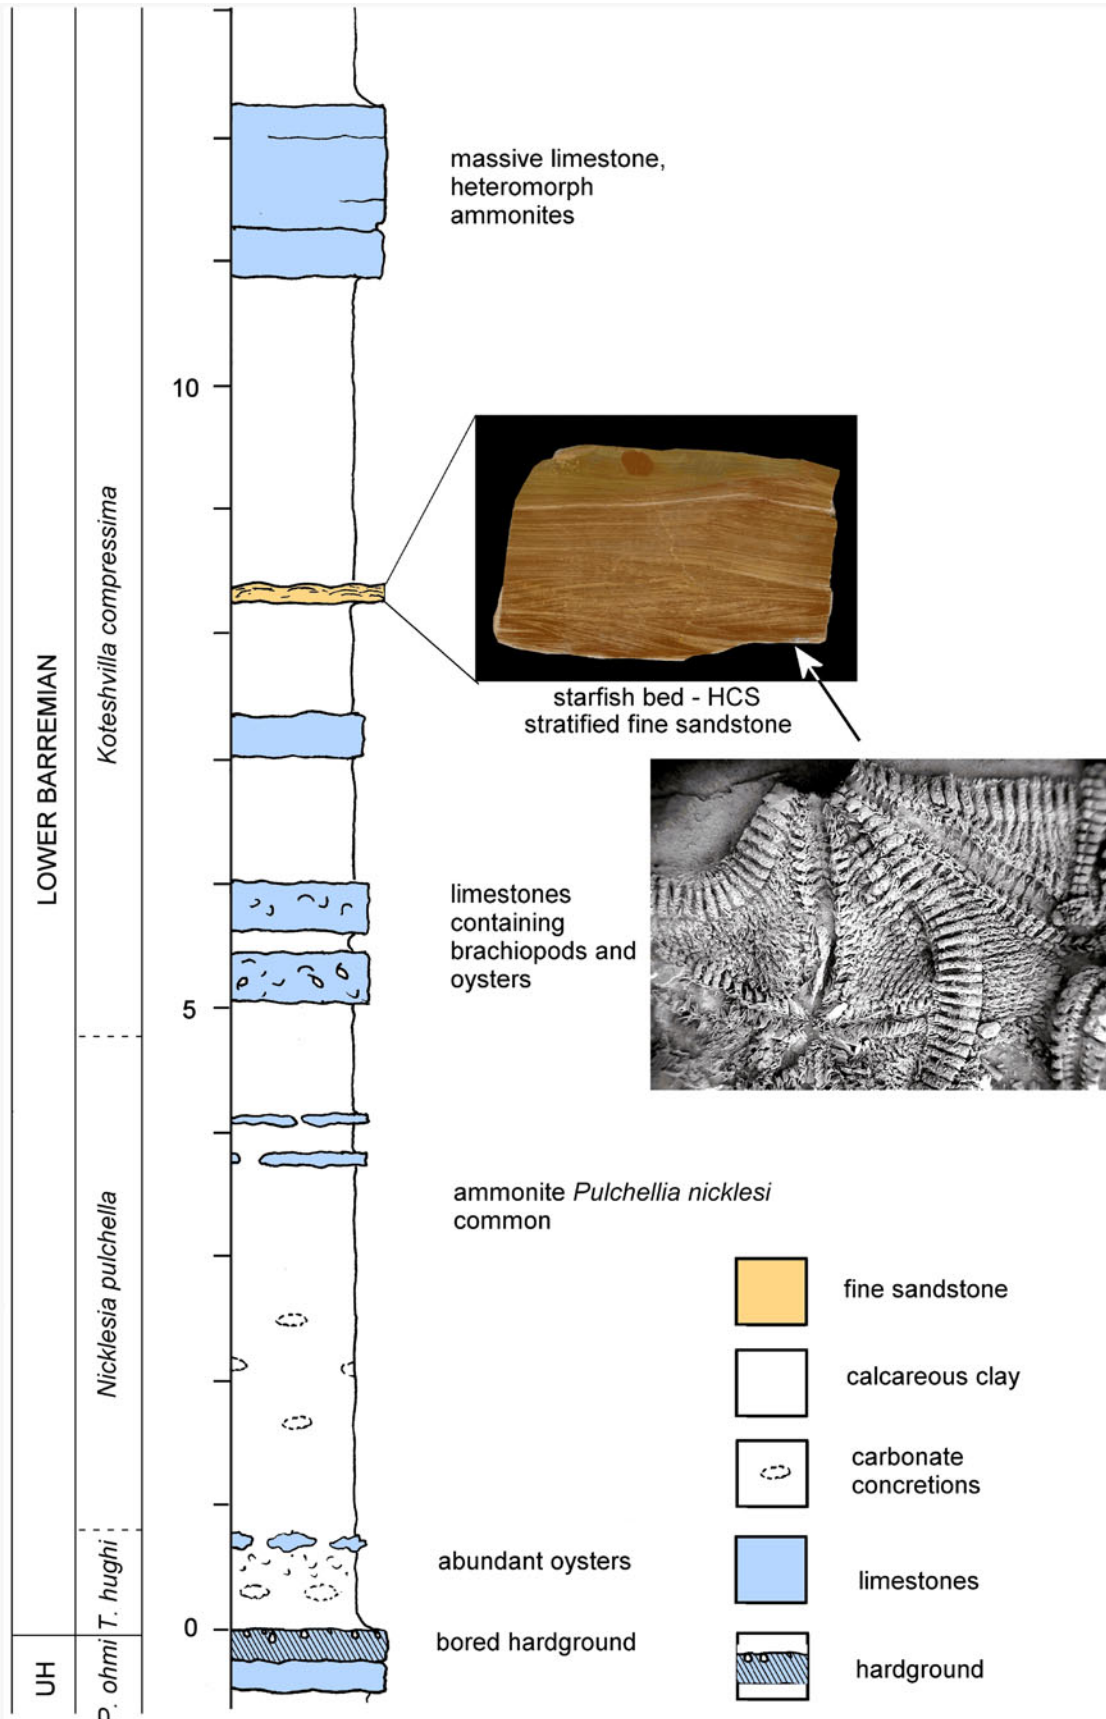 massive limestone,
heteromorph
ammonites
10
Koteshvilla compressima
LOWER BARREMIAN
starfish bed - HCS
stratified fine sandstone
limestones
containing
brachiopods and
oysters
5
ammonite Pulchellia nicklesi
common
Nicklesia pulchella
fine sandstone
calcareous clay
carbonate
concretions
T. hughi
abundant oysters
limestones
0
bored hardground
UH
P. ohmi
hardground